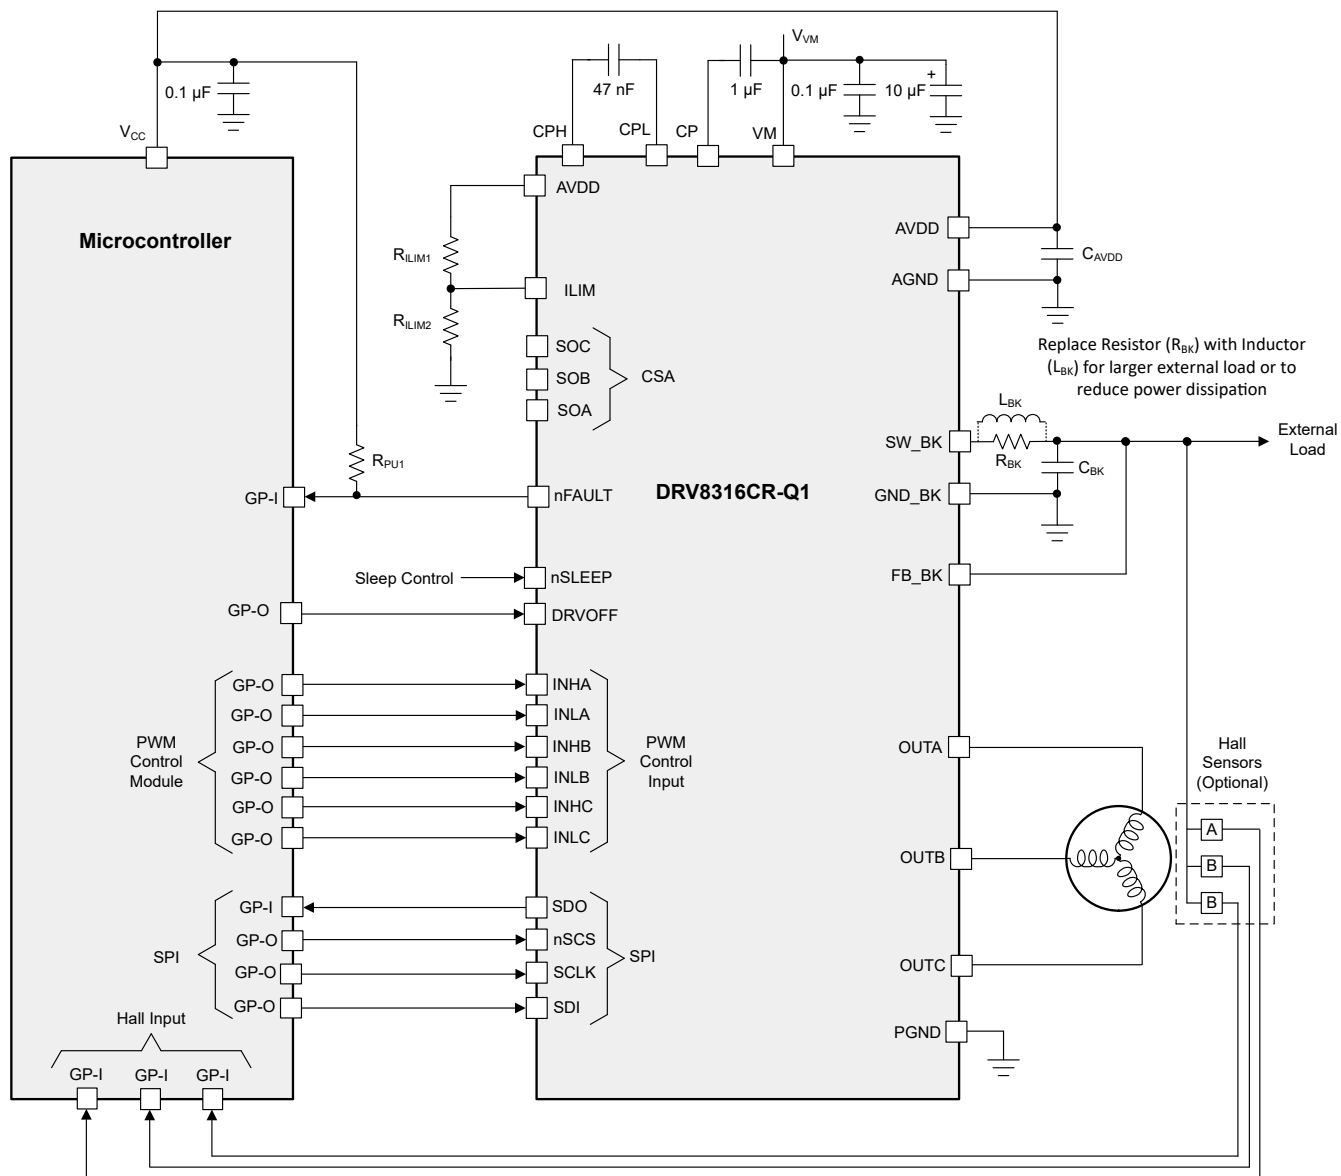 V_VM
0.1 µF
47 nF
1 µF
0.1 µF
10 µF
+
V_CC
CPH
CPL
CP
VM
Microcontroller
AVDD
R_ILIM1
ILIM
R_ILIM2
SOC
SOB
SOA
CSA
AVDD
C_AVDD
AGND
Replace Resistor (R_BK) with Inductor
(L_BK) for larger external load or to
reduce power dissipation
L_BK
SW_BK
R_BK
C_BK
External
Load
R_PU1
GP-I
nFAULT
DRV8316CR-Q1
GND_BK
Sleep Control
nSLEEP
FB_BK
GP-O
DRVOFF
PWM
Control
Module
GP-O
GP-O
GP-O
GP-O
GP-O
GP-O
INHA
INLA
INHB
INLB
INHC
INLC
PWM
Control
Input
OUTA
OUTB
OUTC
Hall
Sensors
(Optional)
A
B
B
SPI
GP-I
GP-O
GP-O
GP-O
SDO
nSCS
SCLK
SDI
SPI
PGND
Hall Input
GP-I
GP-I
GP-I